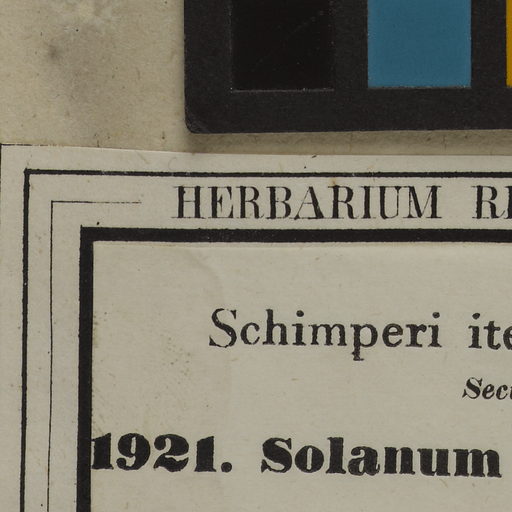 HERBARIUM
Schimperi
1921. Solanum